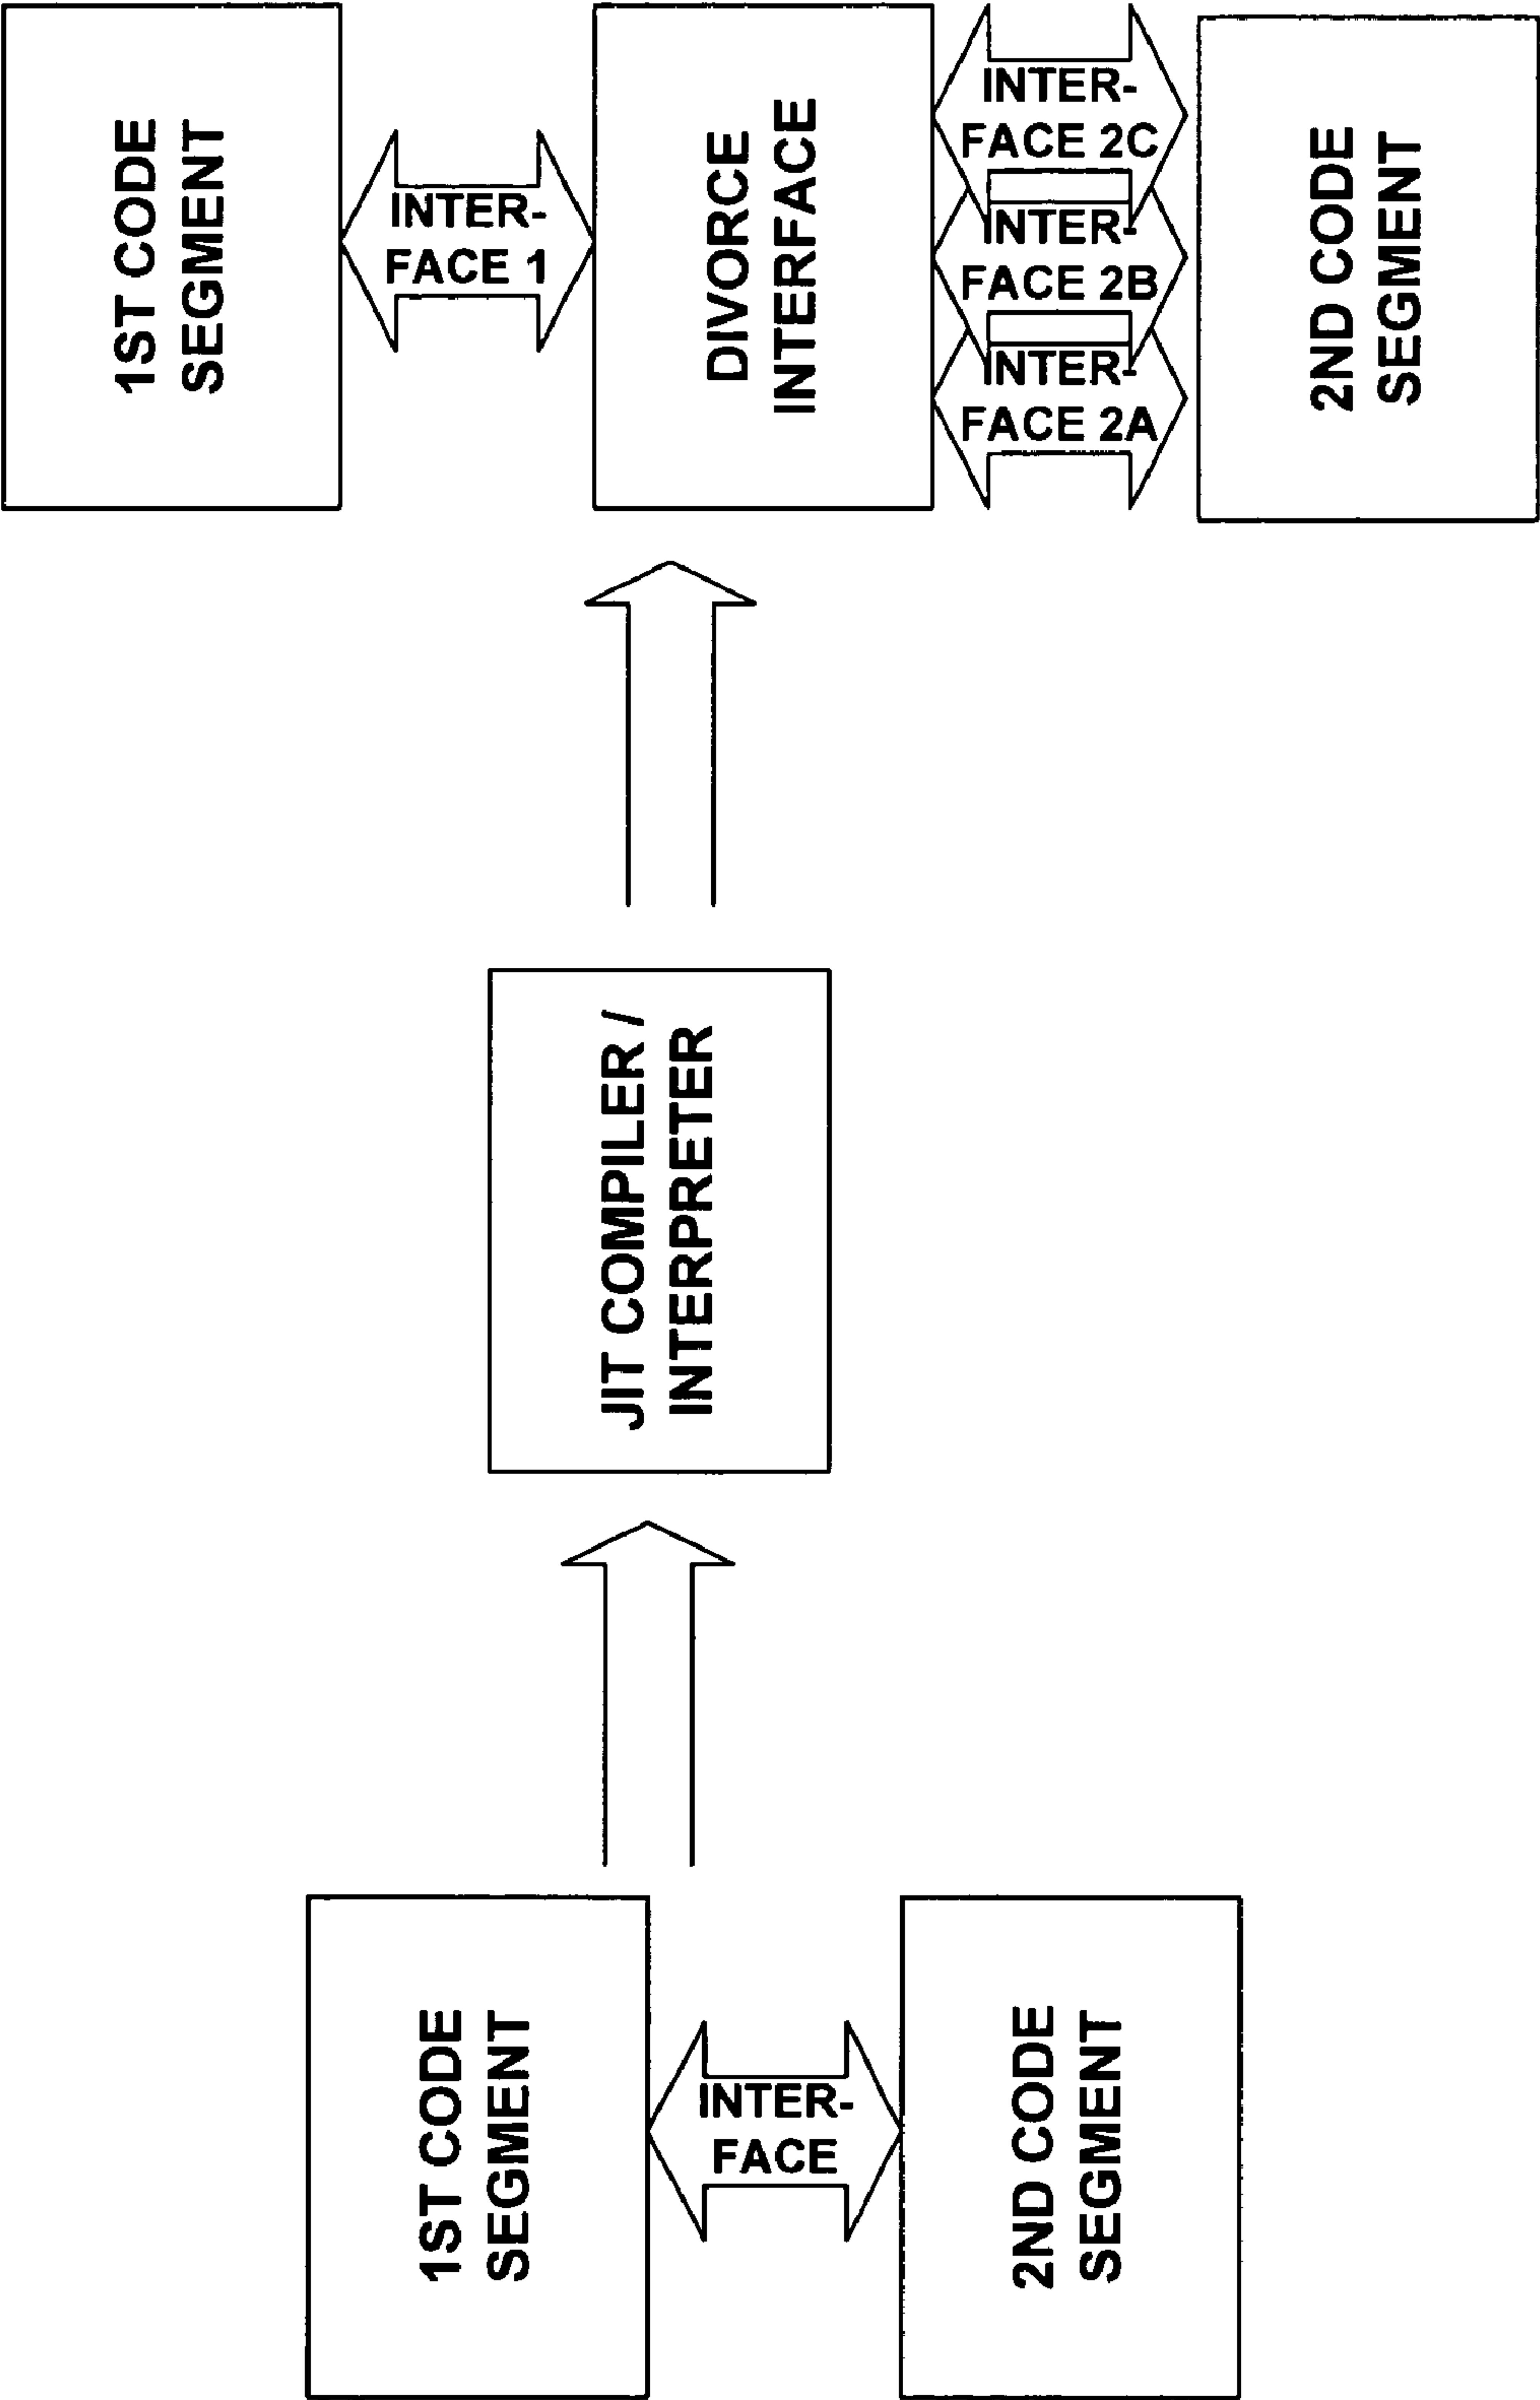 1ST CODE
SEGMENT
INTER-
FACE
2ND CODE
SEGMENT
JIT COMPILER /
INTERPRETER
1ST CODE
SEGMENT
INTER-
FACE 1
DIVORCE
INTERFACE
INTER-
FACE 2C
INTER-
FACE 2B
INTER-
FACE 2A
2ND CODE
SEGMENT